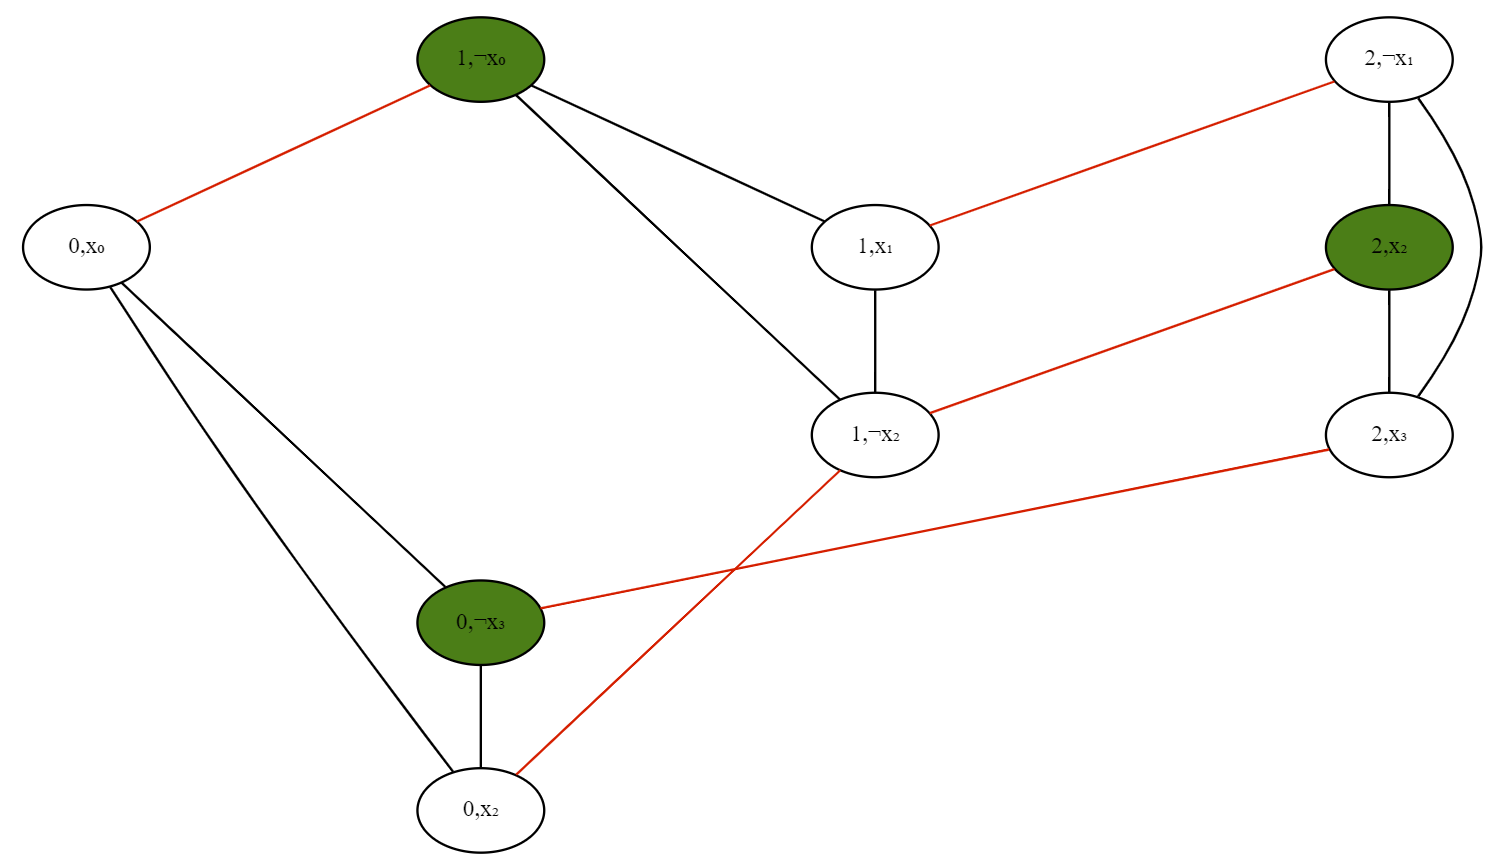 1,¬x₀
2,¬x₁
0,x₀
1,x₁
2,x₂
1,¬x₂
2,x₃
0,¬x₃
0,x₂